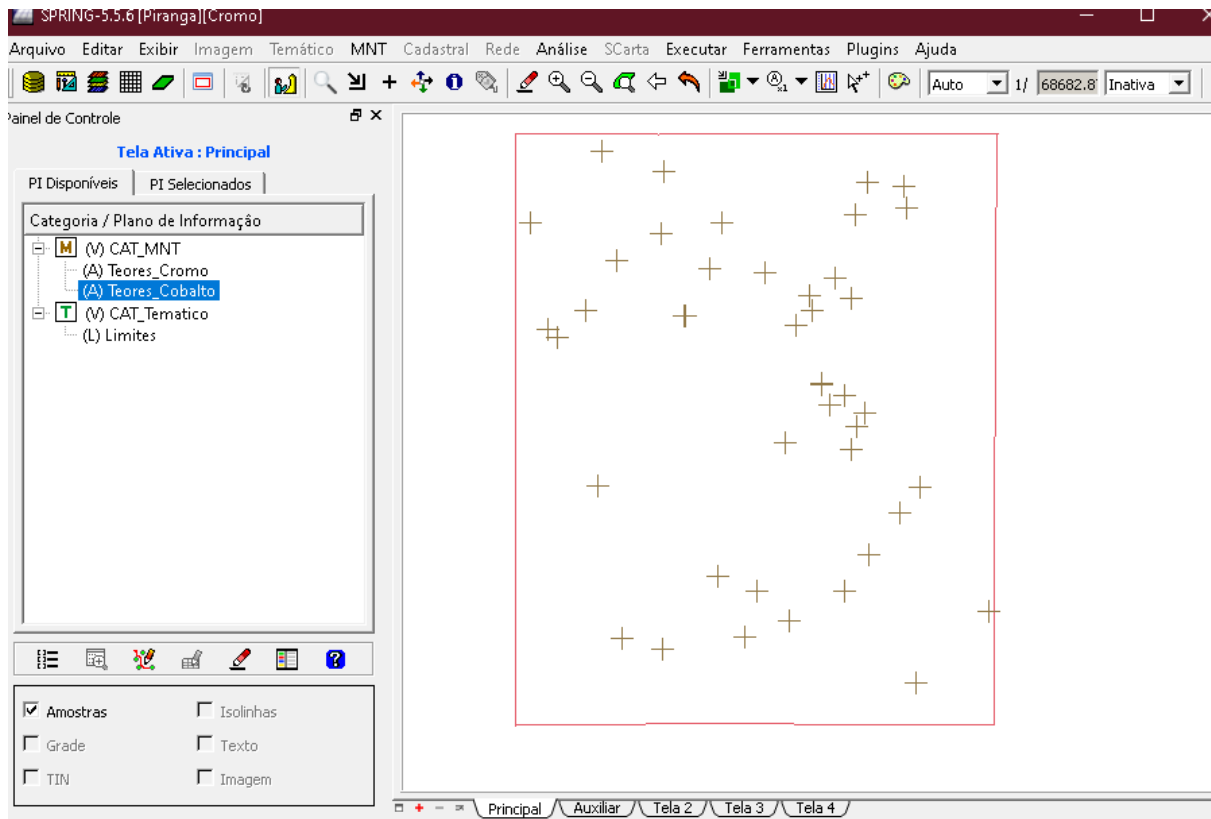 SPRING-5.5.6 [Piranga][Cromo]
Arquivo Editar Exibir Imagem Temático MNT Cadastral Rede Análise SCarta Executar Ferramentas Plugins Ajuda
Auto 1/ 68682.8 Inativa
Painel de Controle
Tela Ativa : Principal
PI Disponíveis PI Selecionados
Categoria / Plano de Informação
M (V) CAT_MNT
(A) Teores_Cromo
(A) Teores_Cobalto
T (V) CAT_Tematico
(L) Limites
Amostras Isolinhas
Grade Texto
TIN Imagem
Principal Auxiliar Tela 2 Tela 3 Tela 4